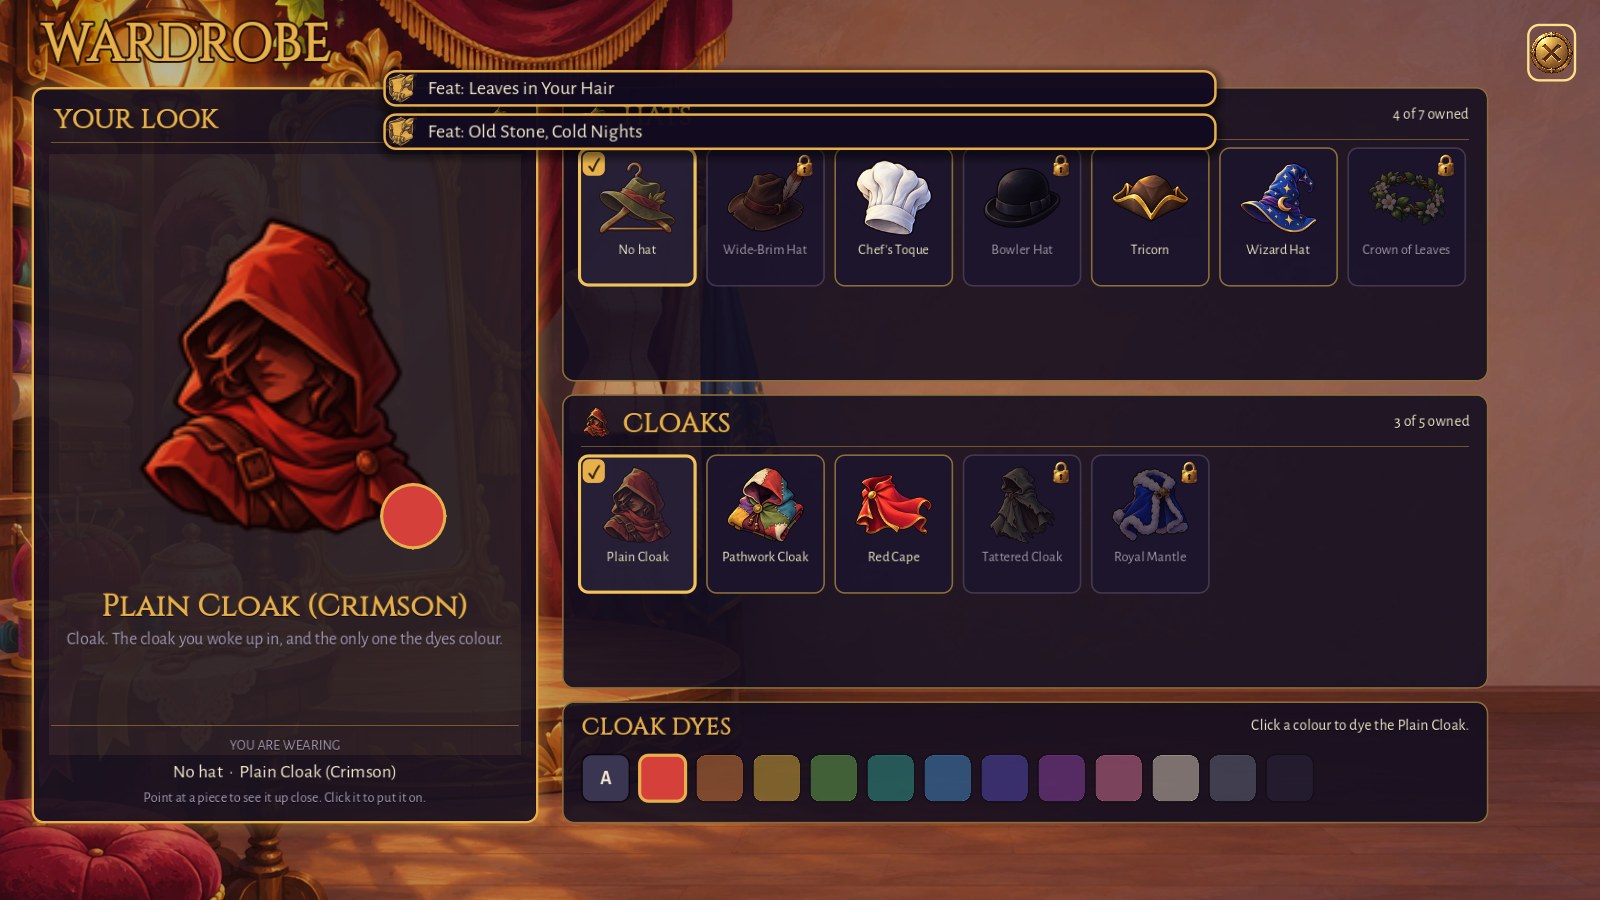 WARDROBE
Feat: Leaves in Your Hair
Feat: Old Stone, Cold Nights
YOUR LOOK
PLAIN CLOAK (CRIMSON)
Cloak. The cloak you woke up in, and the only one the dyes colour.
YOU ARE WEARING
No hat · Plain Cloak (Crimson)
Point at a piece to see it up close. Click it to put it on.
HATS
4 of 7 owned
No hat
Wide-Brim Hat
Chef's Toque
Bowler Hat
Tricorn
Wizard Hat
Crown of Leaves
CLOAKS
3 of 5 owned
Plain Cloak
Pathwork Cloak
Red Cape
Tattered Cloak
Royal Mantle
CLOAK DYES
Click a colour to dye the Plain Cloak.
A